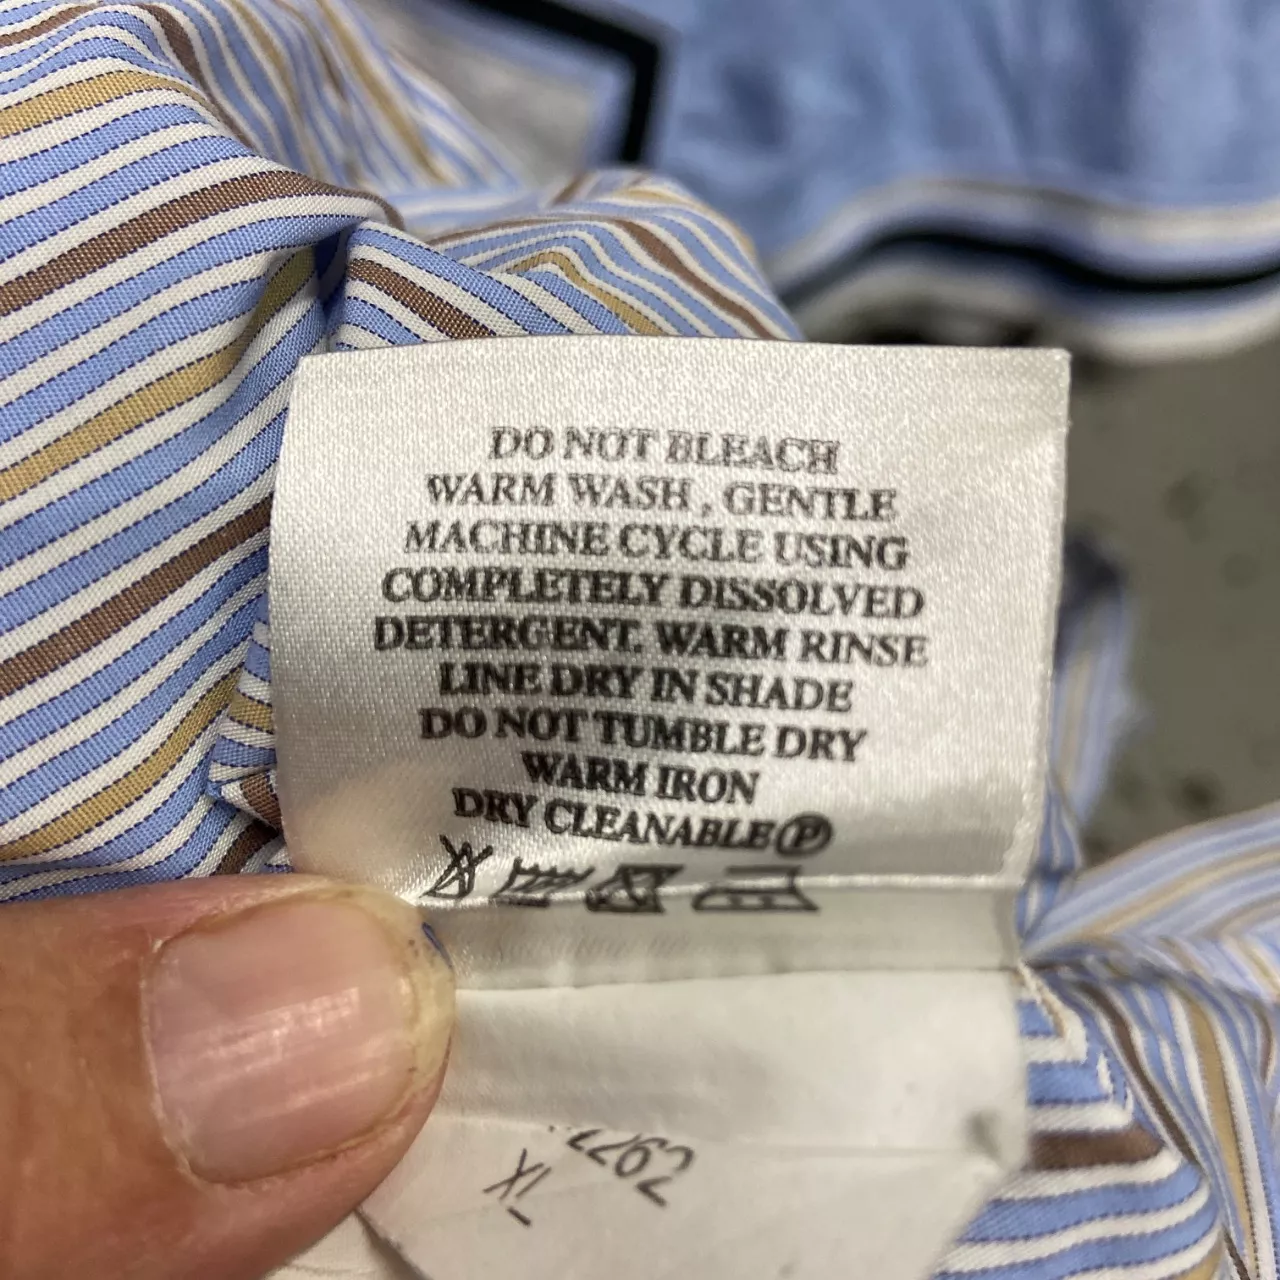 DO NOT BLEACH
WARM WASH, GENTLE
MACHINE CYCLE USING
COMPLETELY DISSOLVED
DETERGENT. WARM RINSE
LINE DRY IN SHADE
DO NOT TUMBLE DRY
WARM IRON
DRY CLEANABLE Ⓟ
XL